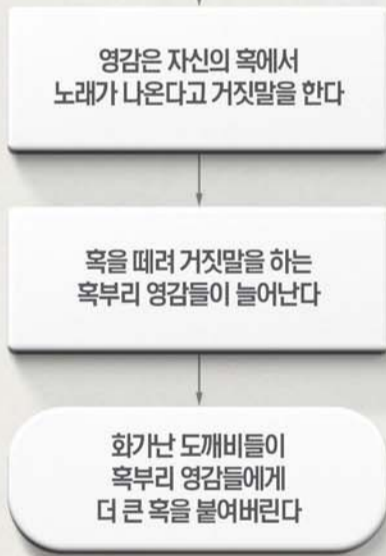 영감은 자신의 혹에서
노래가 나온다고 거짓말을 한다
혹을 떼려 거짓말을 하는
혹부리 영감들이 늘어난다
화가난 도깨비들이
혹부리 영감들에게
더 큰 혹을 붙여버린다